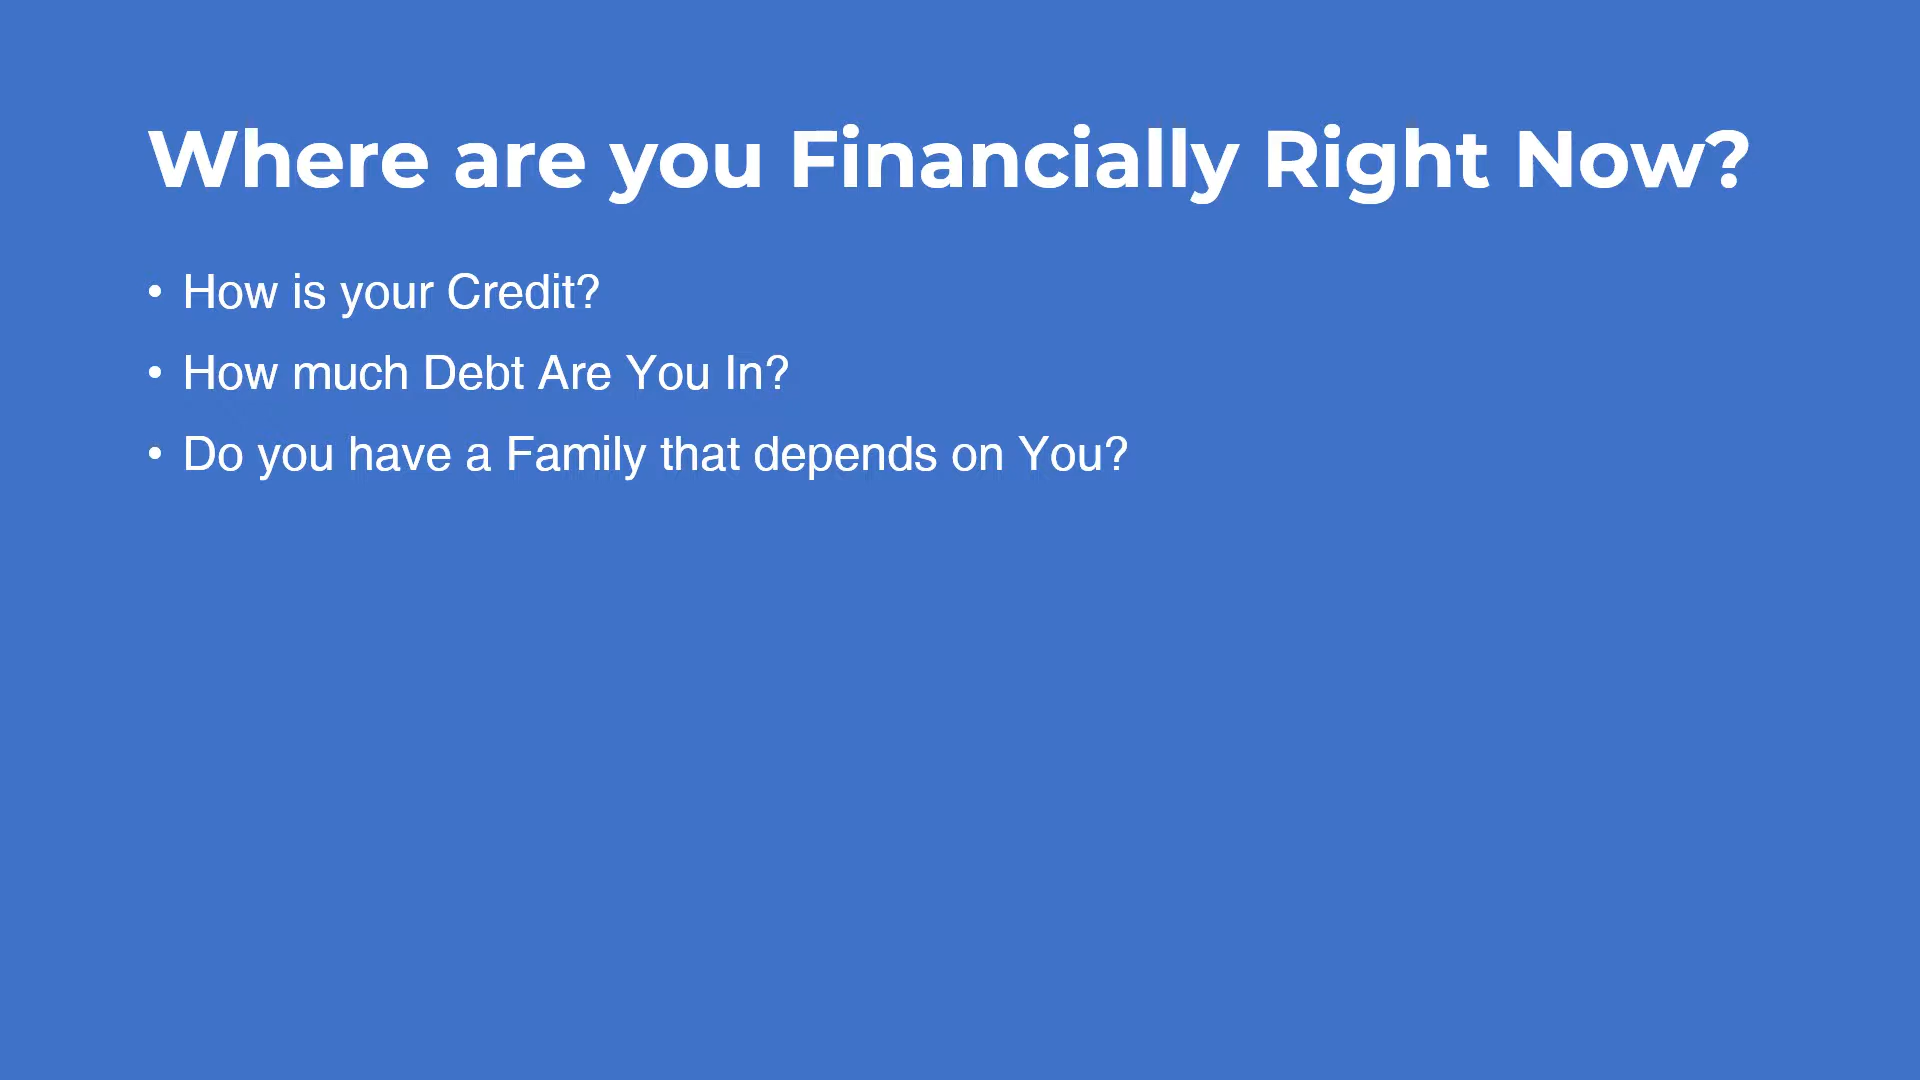 Where are you Financially Right Now?
• How is your Credit?
• How much Debt Are You In?
• Do you have a Family that depends on You?